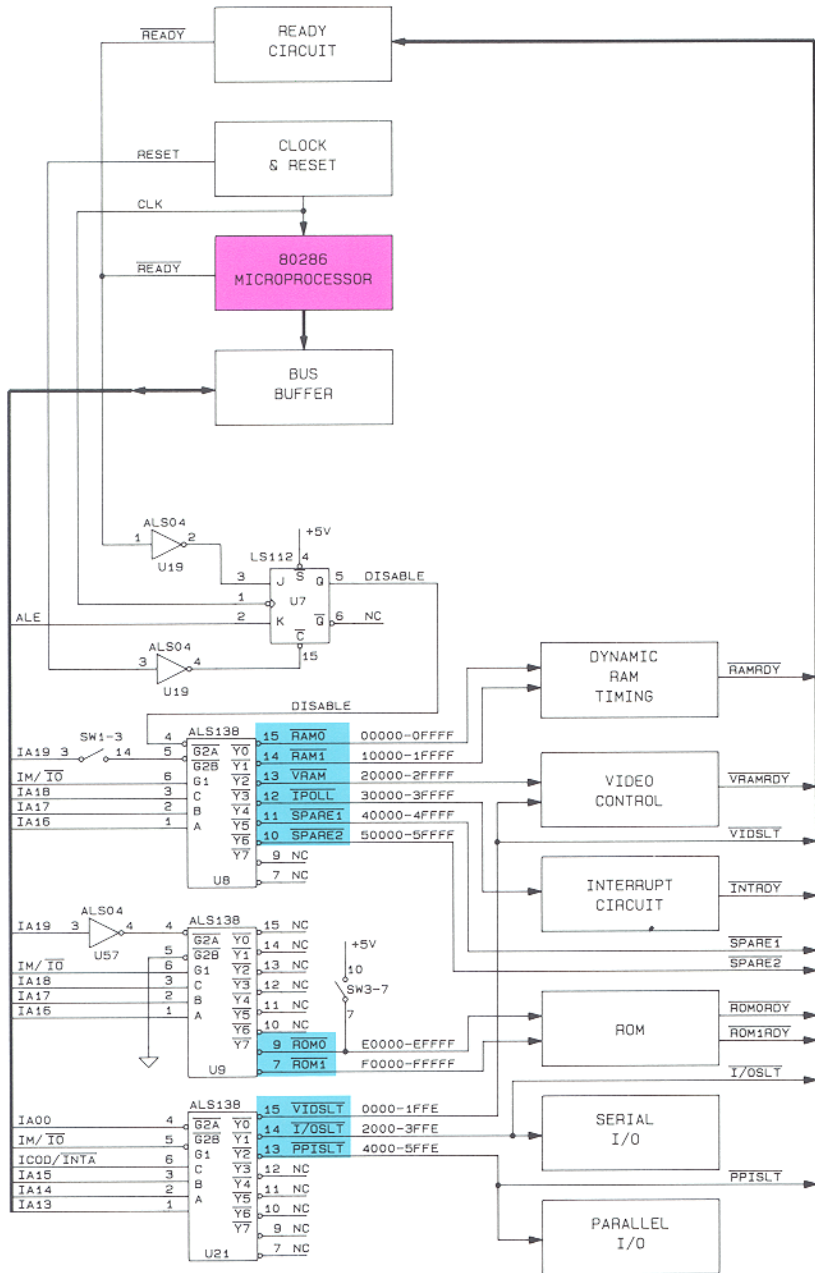 READY CIRCUIT
READY
CLOCK & RESET
RESET
CLK
80286 MICROPROCESSOR
READY
BUS BUFFER
ALS04
1
2
U19
+5V
LS112
4
S
3
J
Q
5
DISABLE
1
U7
ALE
2
K
Q
6
NC
C
15
ALS04
3
4
U19
DISABLE
DYNAMIC RAM TIMING
RAMRDY
SW1-3
ALS138
IA19 3 14
4
5
G2A
G2B
IM/IO 6 G1
IA18 3 C
IA17 2 B
IA16 1 A
Y0
Y1
Y2
Y3
Y4
Y5
Y6
Y7
15 RAM0 00000-0FFFF
14 RAM1 10000-1FFFF
13 VRAM 20000-2FFFF
12 IPOLL 30000-3FFFF
11 SPARE1 40000-4FFFF
10 SPARE2 50000-5FFFF
9 NC
7 NC
U8
VIDEO CONTROL
VRAMRDY
VIDSLT
INTERRUPT CIRCUIT
INTRDY
SPARE1
SPARE2
ALS04
IA19 3 4
U57
ALS138
4
5
G2A
G2B
IM/IO 6 G1
IA18 3 C
IA17 2 B
IA16 1 A
Y0
Y1
Y2
Y3
Y4
Y5
Y6
Y7
15 NC
14 NC
13 NC
12 NC
11 NC
10 NC
9 ROM0 E0000-EFFFF
7 ROM1 F0000-FFFFF
U9
+5V
10
SW3-7
7
ROM
ROM0RDY
ROM1RDY
I/OSLT
ALS138
IA00 4 G2A
IM/IO 5 G2B
ICOD/INTA 6 G1
IA15 3 C
IA14 2 B
IA13 1 A
Y0
Y1
Y2
Y3
Y4
Y5
Y6
Y7
15 VIDSLT 0000-1FFE
14 I/OSLT 2000-3FFE
13 PPISLT 4000-5FFE
12 NC
11 NC
10 NC
9 NC
7 NC
U21
SERIAL I/O
PPISLT
PARALLEL I/O